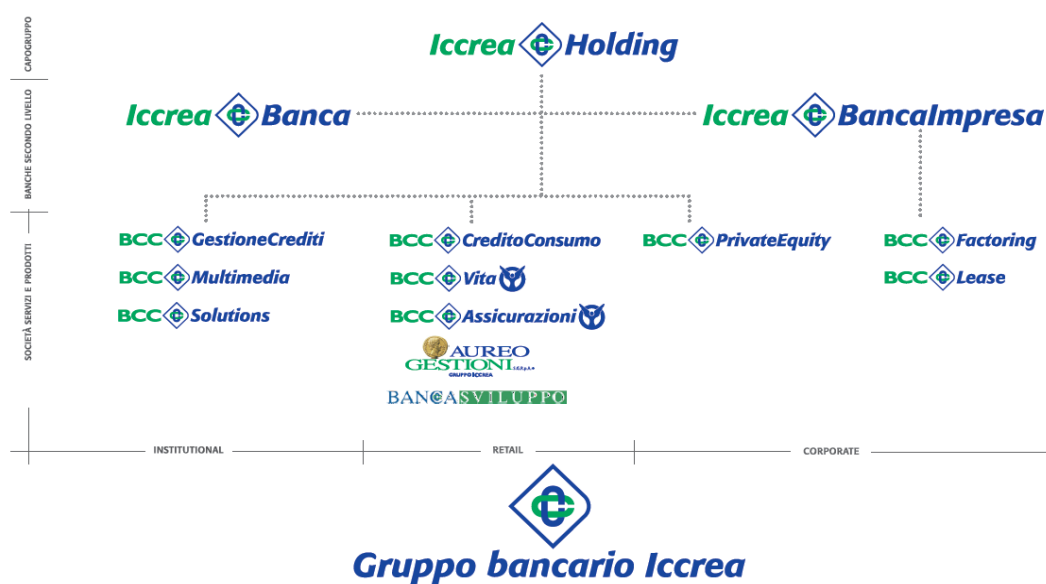 CAPOGRUPPO
Iccrea Holding
BANCHE SECONDO LIVELLO
Iccrea Banca
Iccrea BancaImpresa
SOCIETÀ SERVIZI E PRODOTTI
BCC GestioneCrediti
BCC CreditoConsumo
BCC PrivateEquity
BCC Factoring
BCC Multimedia
BCC Vita
BCC Lease
BCC Solutions
BCC Assicurazioni
AUREO
GESTIONI S.G.R.p.A.
GRUPPO ICCREA
BANCA SVILUPPO
INSTITUTIONAL
RETAIL
CORPORATE
Gruppo bancario Iccrea